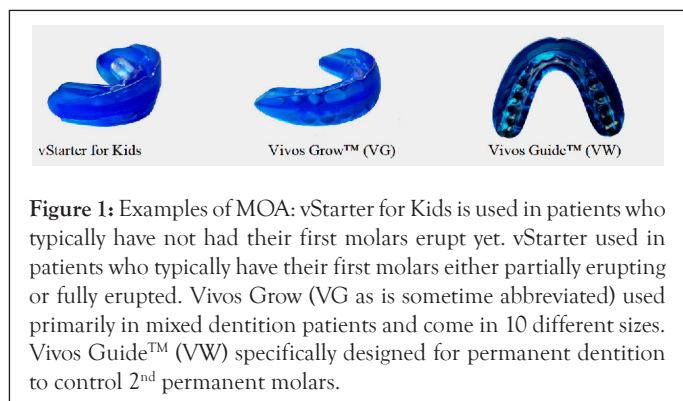 vStarter for Kids Vivos Grow™ (VG) Vivos Guide™ (VW)
Figure 1: Examples of MOA: vStarter for Kids is used in patients who
typically have not had their first molars erupt yet. vStarter used in
patients who typically have their first molars either partially erupting
or fully erupted. Vivos Grow (VG as is sometime abbreviated) used
primarily in mixed dentition patients and come in 10 different sizes.
Vivos Guide™ (VW) specifically designed for permanent dentition
to control 2nd permanent molars.